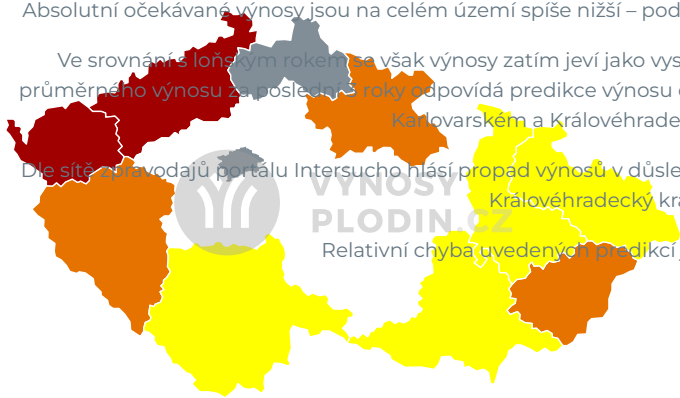 Absolutní očekávané výnosy jsou na celém území spíše nižší – pod
Ve srovnání s loňským rokem se však výnosy zatím jeví jako vys
průměrného výnosu za poslední 3 roky odpovídá predikce výnosu
Karlovarském a Královéhrade
Dle sítě zpravodajů portálu Intersucho hlásí propad výnosů v důsle
VÝNOSY
Královéhradecký kra
PLODIN.CZ
Relativní chyba uvedených predikcí